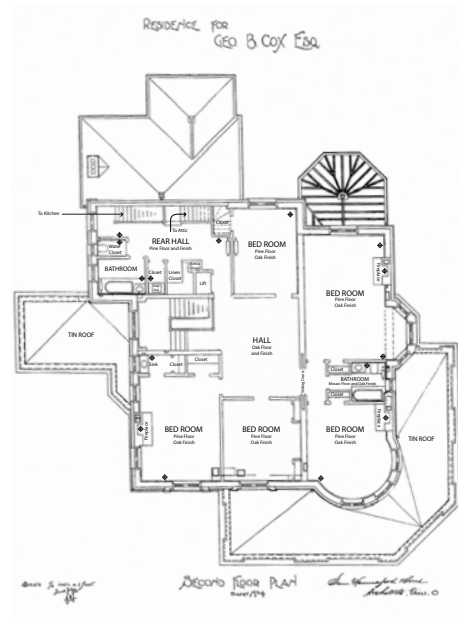 RESIDENCE FOR
GEO B COX ESQ.
To Kitchen
To Attic
Closet
Water
Closet
REAR HALL
Pine Floor and Finish
BED ROOM
Pine Floor
Oak Finish
BATHROOM
Closet
Linen
Closet
Lift
BED ROOM
Pine Floor
Oak Finish
Fireplace
TIN ROOF
HALL
Oak Floor
and Finish
Sliding Doors
Closet
Closet
Closet
BATHROOM
Mosaic Floor and Oak Finish
Closet
Fireplace
BED ROOM
Pine Floor
Oak Finish
BED ROOM
Pine Floor
Oak Finish
BED ROOM
Pine Floor
Oak Finish
Fireplace
TIN ROOF
SECOND FLOOR PLAN
Architects